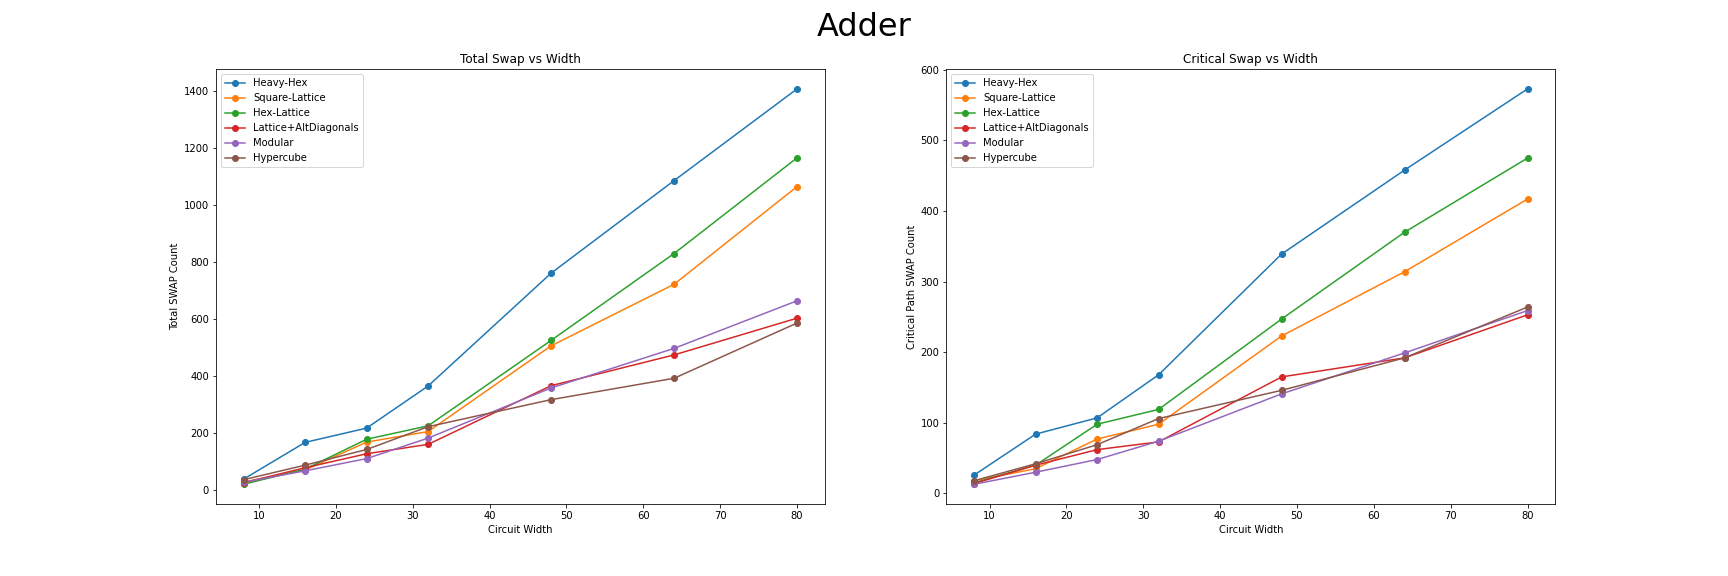 Adder
Total Swap vs Width
Heavy-Hex
Square-Lattice
Hex-Lattice
Lattice+AltDiagonals
Modular
Hypercube
Total SWAP Count
1400
1200
1000
800
600
400
200
0
10 20 30 40 50 60 70 80
Circuit Width
Critical Swap vs Width
Heavy-Hex
Square-Lattice
Hex-Lattice
Lattice+AltDiagonals
Modular
Hypercube
Critical Path SWAP Count
600
500
400
300
200
100
0
10 20 30 40 50 60 70 80
Circuit Width